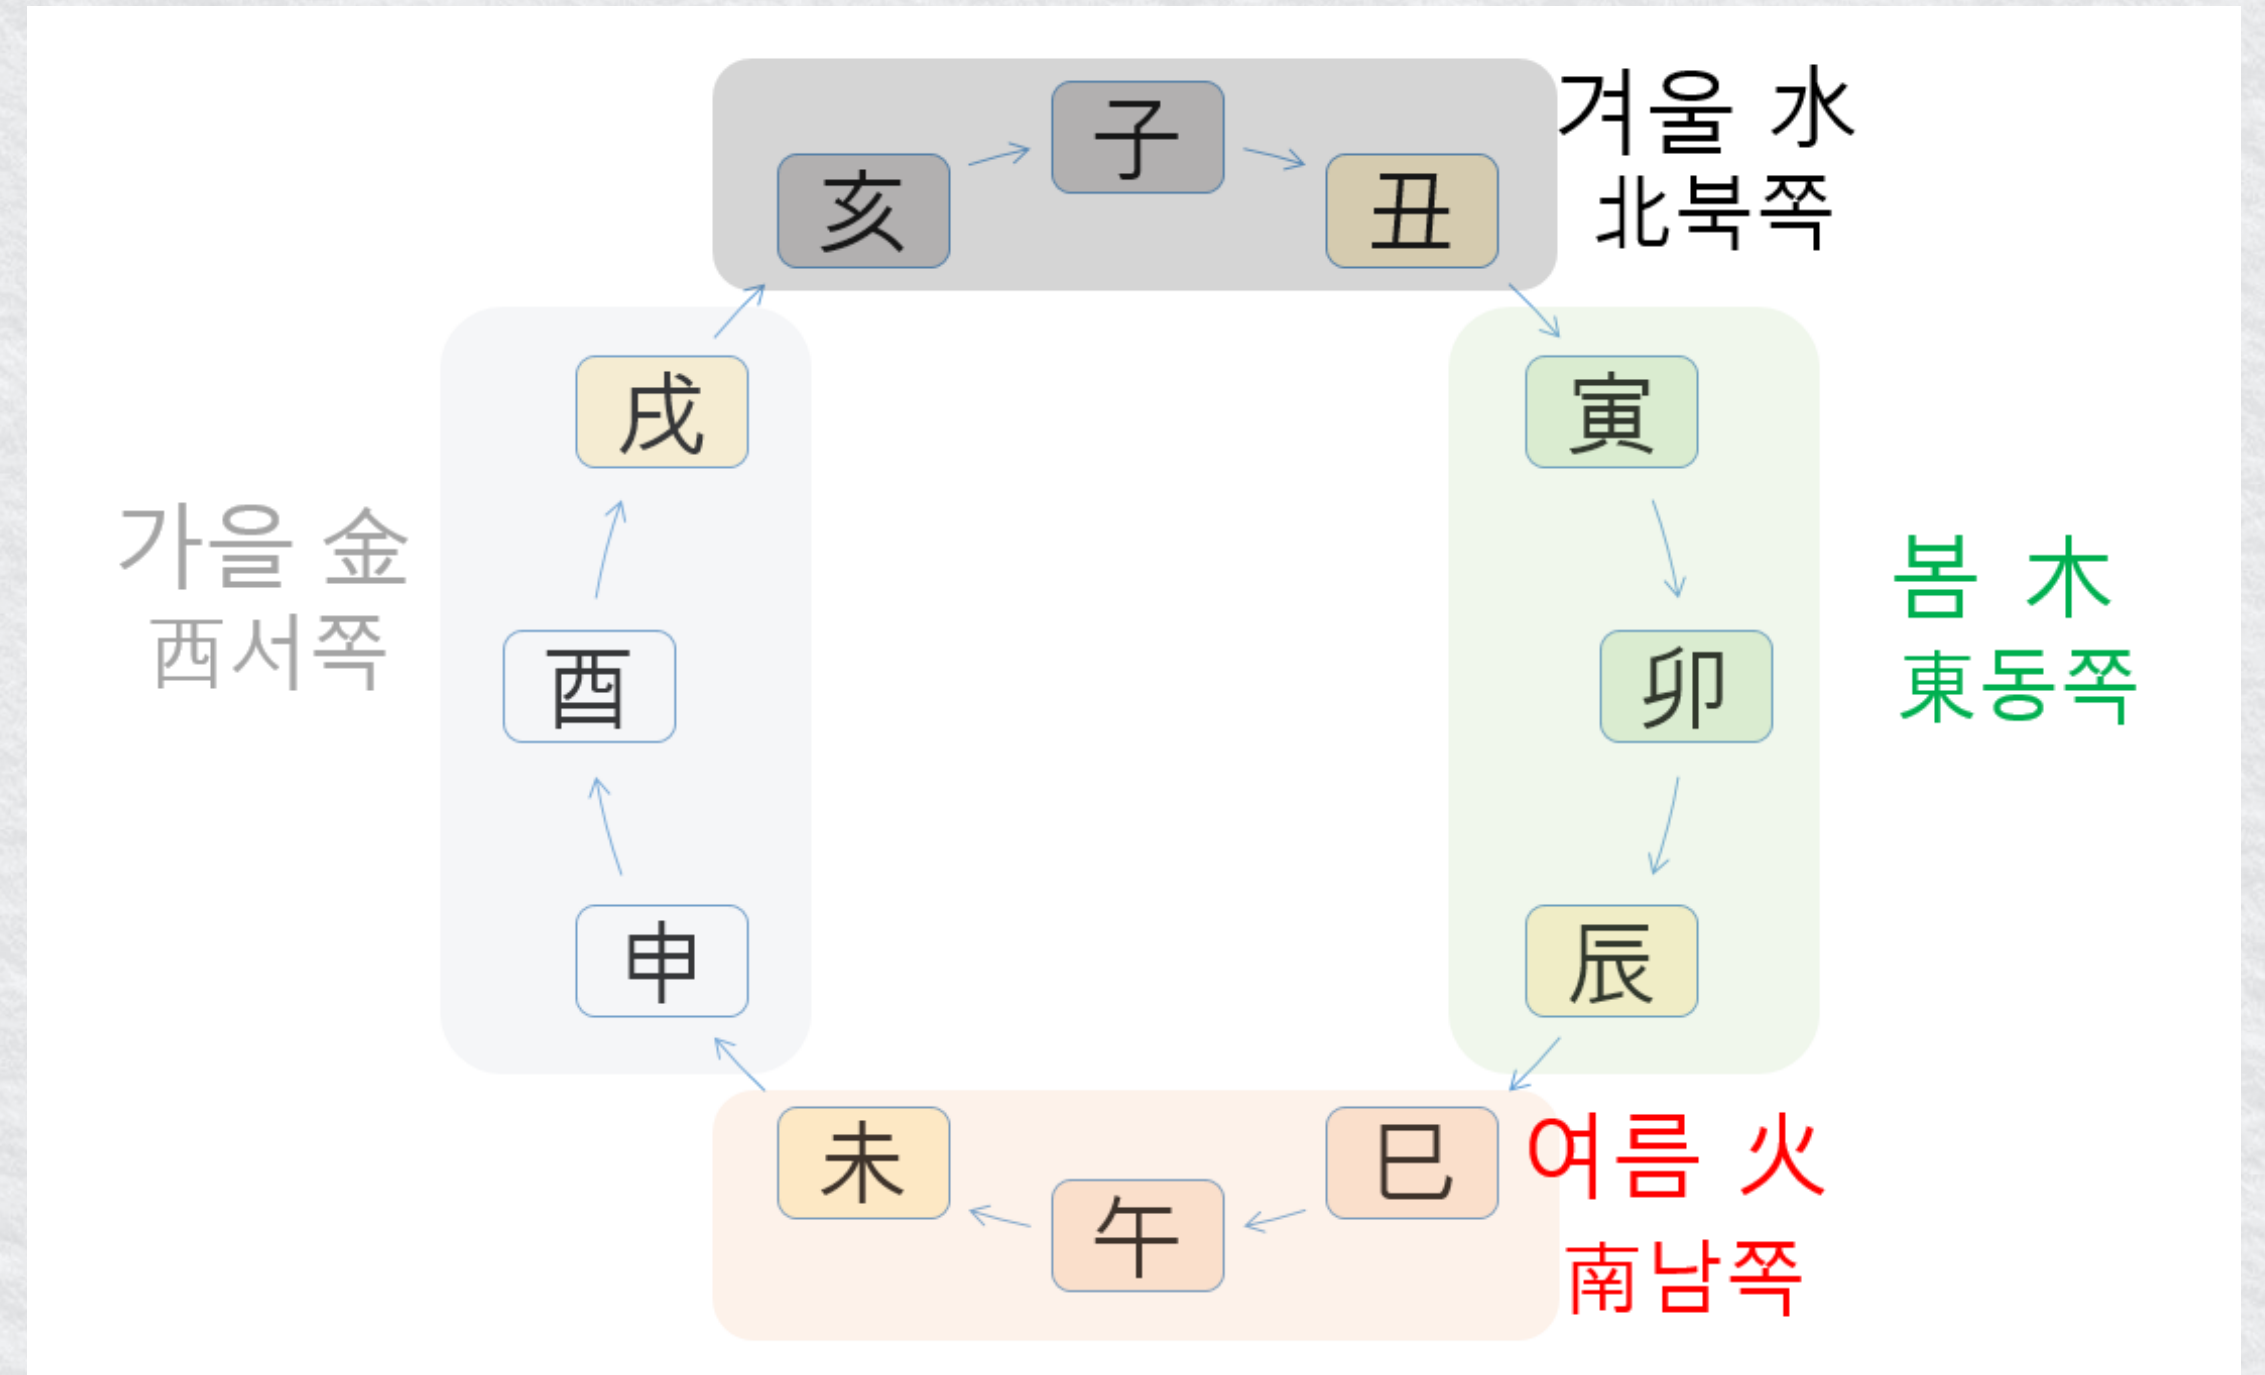 子
겨울 水
亥
丑
北북쪽
戌
寅
가을 金
봄 木
西서쪽
酉
卯
東동쪽
申
辰
未
巳
여름 火
午
南남쪽